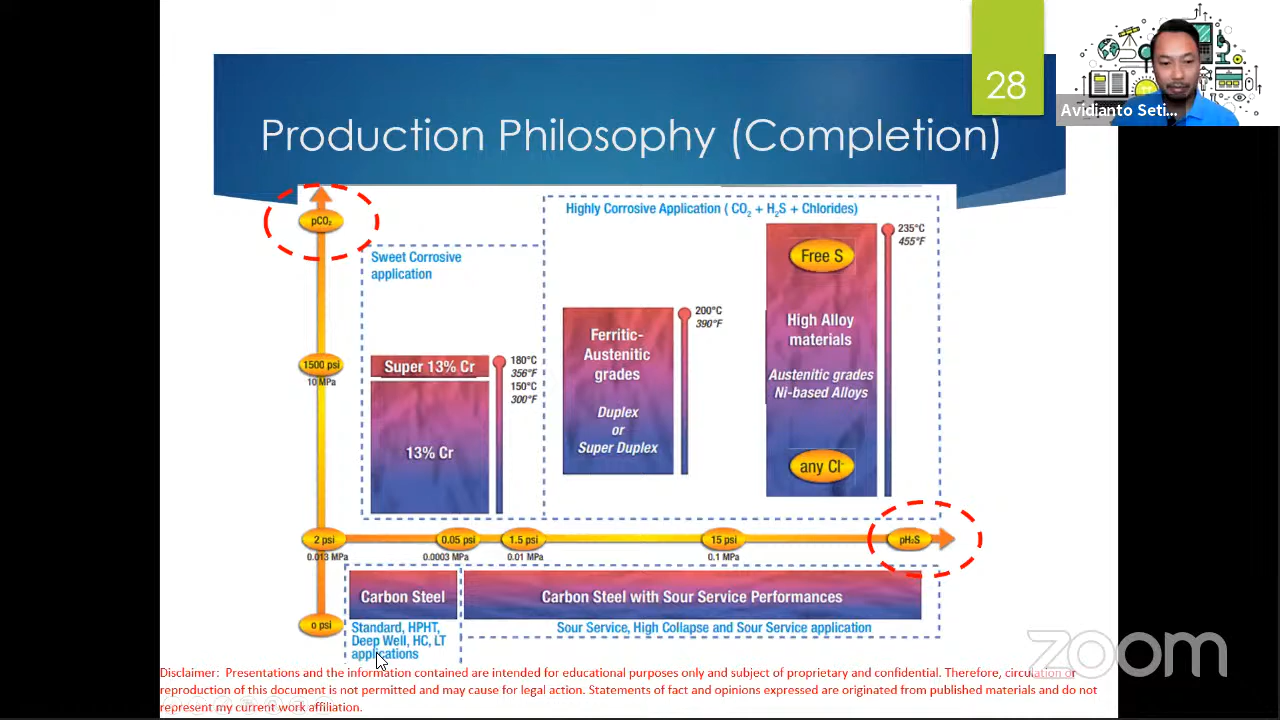 28
Avidianto Seti...
Production Philosophy (Completion)
pCO₂
Highly Corrosive Application ( CO₂ + H₂S + Chlorides)
Sweet Corrosive
application
235°C
455°F
Free S
200°C
390°F
High Alloy
materials
Ferritic-
Austenitic
grades
Austenitic grades
Ni-based Alloys
1500 psi
10 MPa
Super 13% Cr
180°C
356°F
150°C
300°F
Duplex
or
Super Duplex
13% Cr
any Cl⁻
2 psi
0.013 MPa
0.05 psi
0.0003 MPa
1.5 psi
0.01 MPa
15 psi
0.1 MPa
pH₂S
Carbon Steel
Carbon Steel with Sour Service Performances
o psi
Standard, HPHT,
Deep Well, HC, LT
applications
Sour Service, High Collapse and Sour Service application
zoom
Disclaimer: Presentations and the information contained are intended for educational purposes only and subject of proprietary and confidential. Therefore, circulation or
reproduction of this document is not permitted and may cause for legal action. Statements of fact and opinions expressed are originated from published materials and do not
represent my current work affiliation.